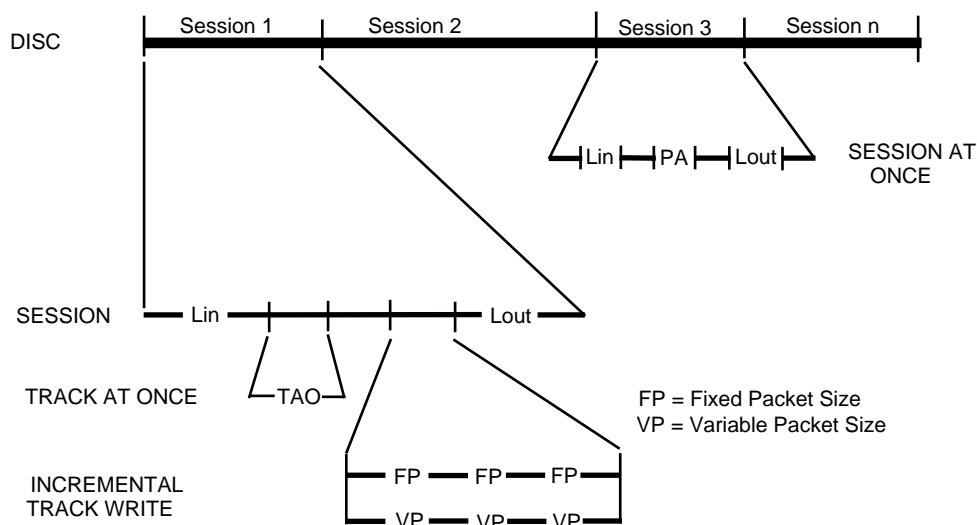 Session 1 Session 2 Session 3 Session n
DISC
Lin PA Lout
SESSION AT
ONCE
SESSION Lin Lout
TRACK AT ONCE TAO
FP = Fixed Packet Size
VP = Variable Packet Size
FP FP FP
INCREMENTAL
TRACK WRITE
VP VP VP